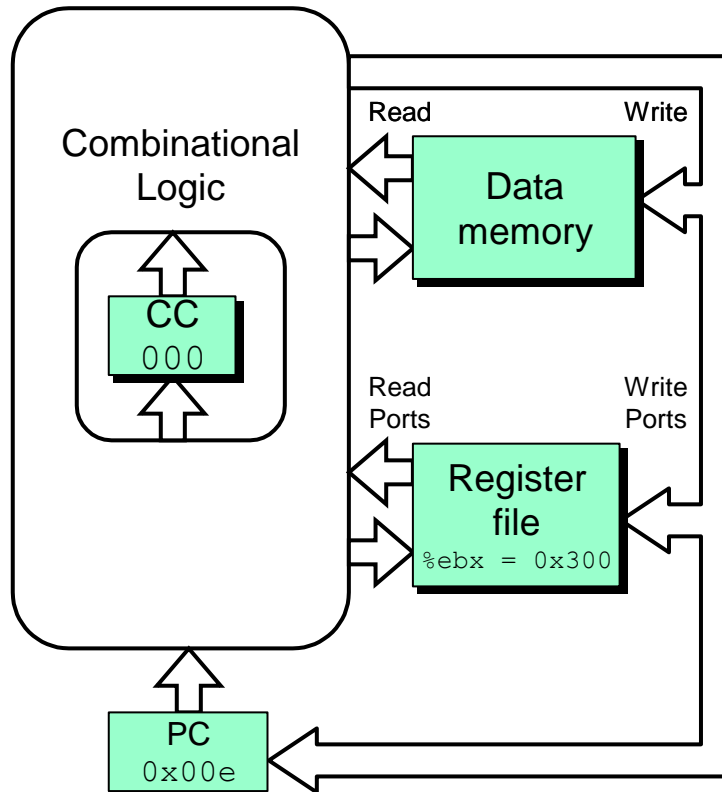 Combinational
Logic
CC
000
Read
Write
Data
memory
Read
Ports
Write
Ports
Register
file
%ebx = 0x300
PC
0x00e